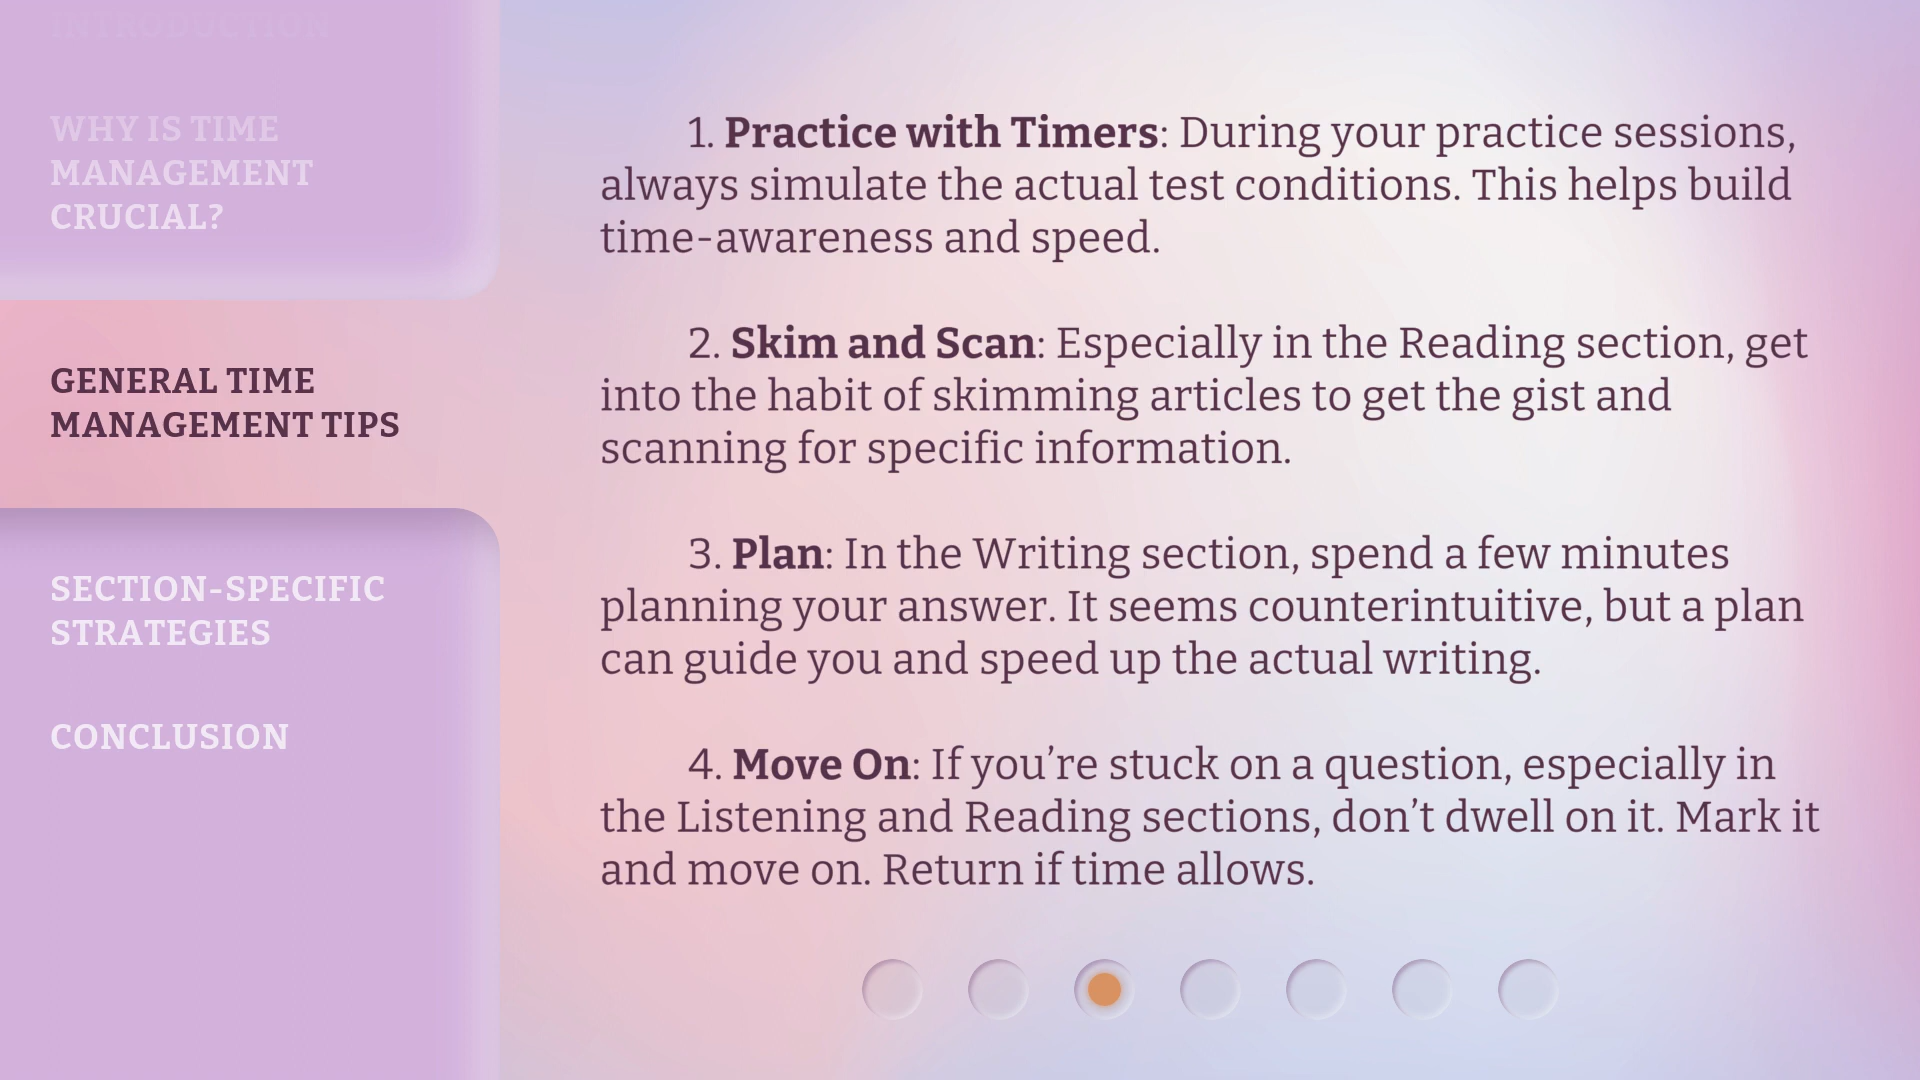 INTRODUCTION
WHY IS TIME
MANAGEMENT
CRUCIAL?
GENERAL TIME
MANAGEMENT TIPS
SECTION-SPECIFIC
STRATEGIES
CONCLUSION
1. Practice with Timers: During your practice sessions,
always simulate the actual test conditions. This helps build
time-awareness and speed.
2. Skim and Scan: Especially in the Reading section, get
into the habit of skimming articles to get the gist and
scanning for specific information.
3. Plan: In the Writing section, spend a few minutes
planning your answer. It seems counterintuitive, but a plan
can guide you and speed up the actual writing.
4. Move On: If you’re stuck on a question, especially in
the Listening and Reading sections, don’t dwell on it. Mark it
and move on. Return if time allows.